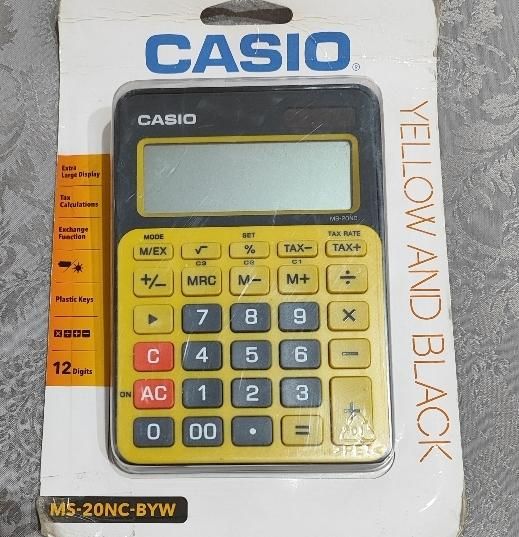 CASIO®
YELLOW AND BLACK
Extra
Large Display
Tax
Calculations
Exchange
Function
Plastic Keys
12 Digits
CASIO
MS-20NC
MODE SET TAX RATE
M/EX √ % TAX− TAX+
C3 C2 C1
+/− MRC M− M+ ÷
▶ 7 8 9 ×
C 4 5 6 −
ON AC 1 2 3 +
0 00 • =
PET
MS-20NC-BYW